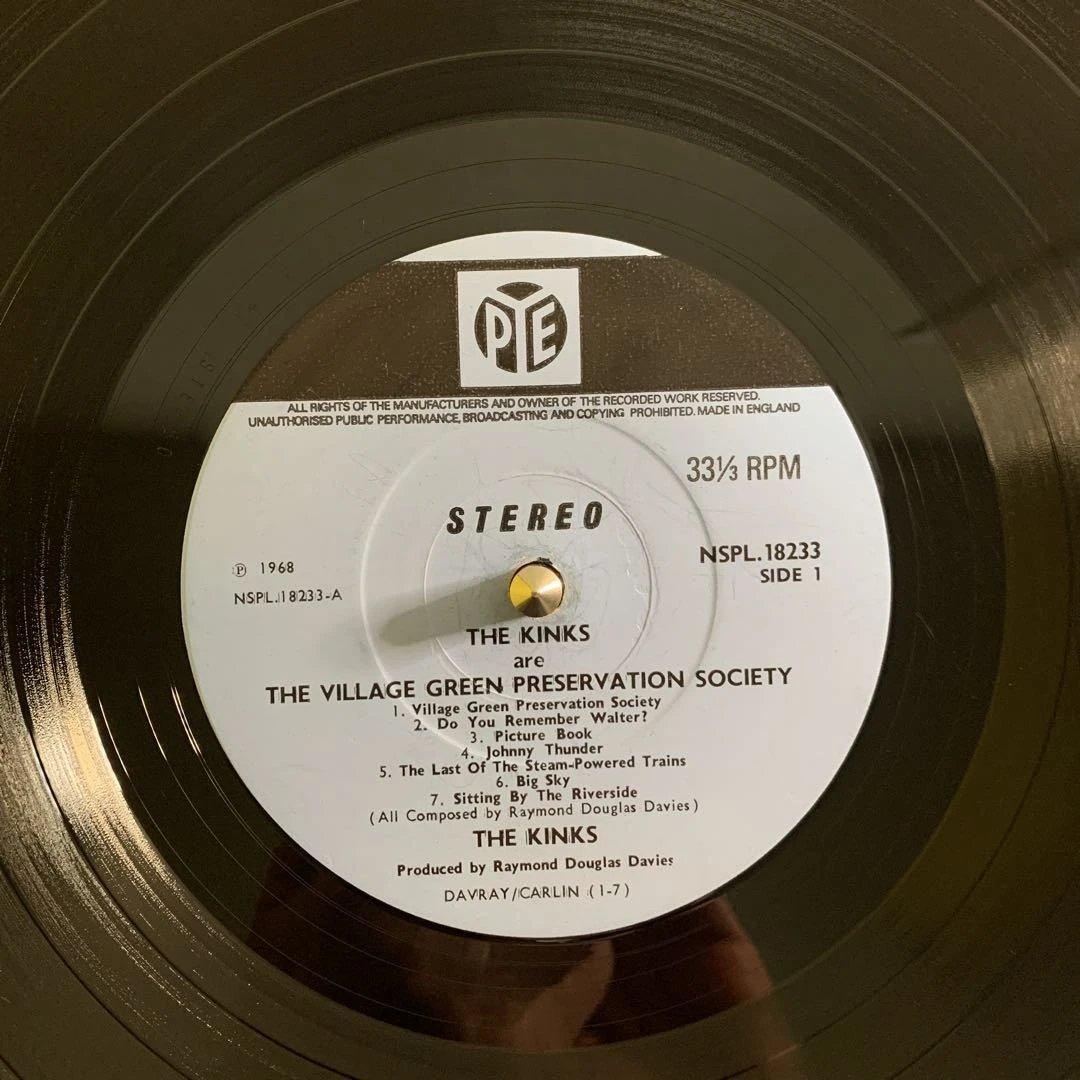 PYE
ALL RIGHTS OF THE MANUFACTURERS AND OWNER OF THE RECORDED WORK RESERVED.
UNAUTHORISED PUBLIC PERFORMANCE, BROADCASTING AND COPYING PROHIBITED. MADE IN ENGLAND
33⅓ RPM
STEREO
NSPL.18233
SIDE 1
℗ 1968
NSPL.18233-A
THE KINKS
are
THE VILLAGE GREEN PRESERVATION SOCIETY
1. Village Green Preservation Society
2. Do You Remember Walter?
3. Picture Book
4. Johnny Thunder
5. The Last Of The Steam-Powered Trains
6. Big Sky
7. Sitting By The Riverside
(All Composed by Raymond Douglas Davies)
THE KINKS
Produced by Raymond Douglas Davies
DAVRAY/CARLIN (1-7)